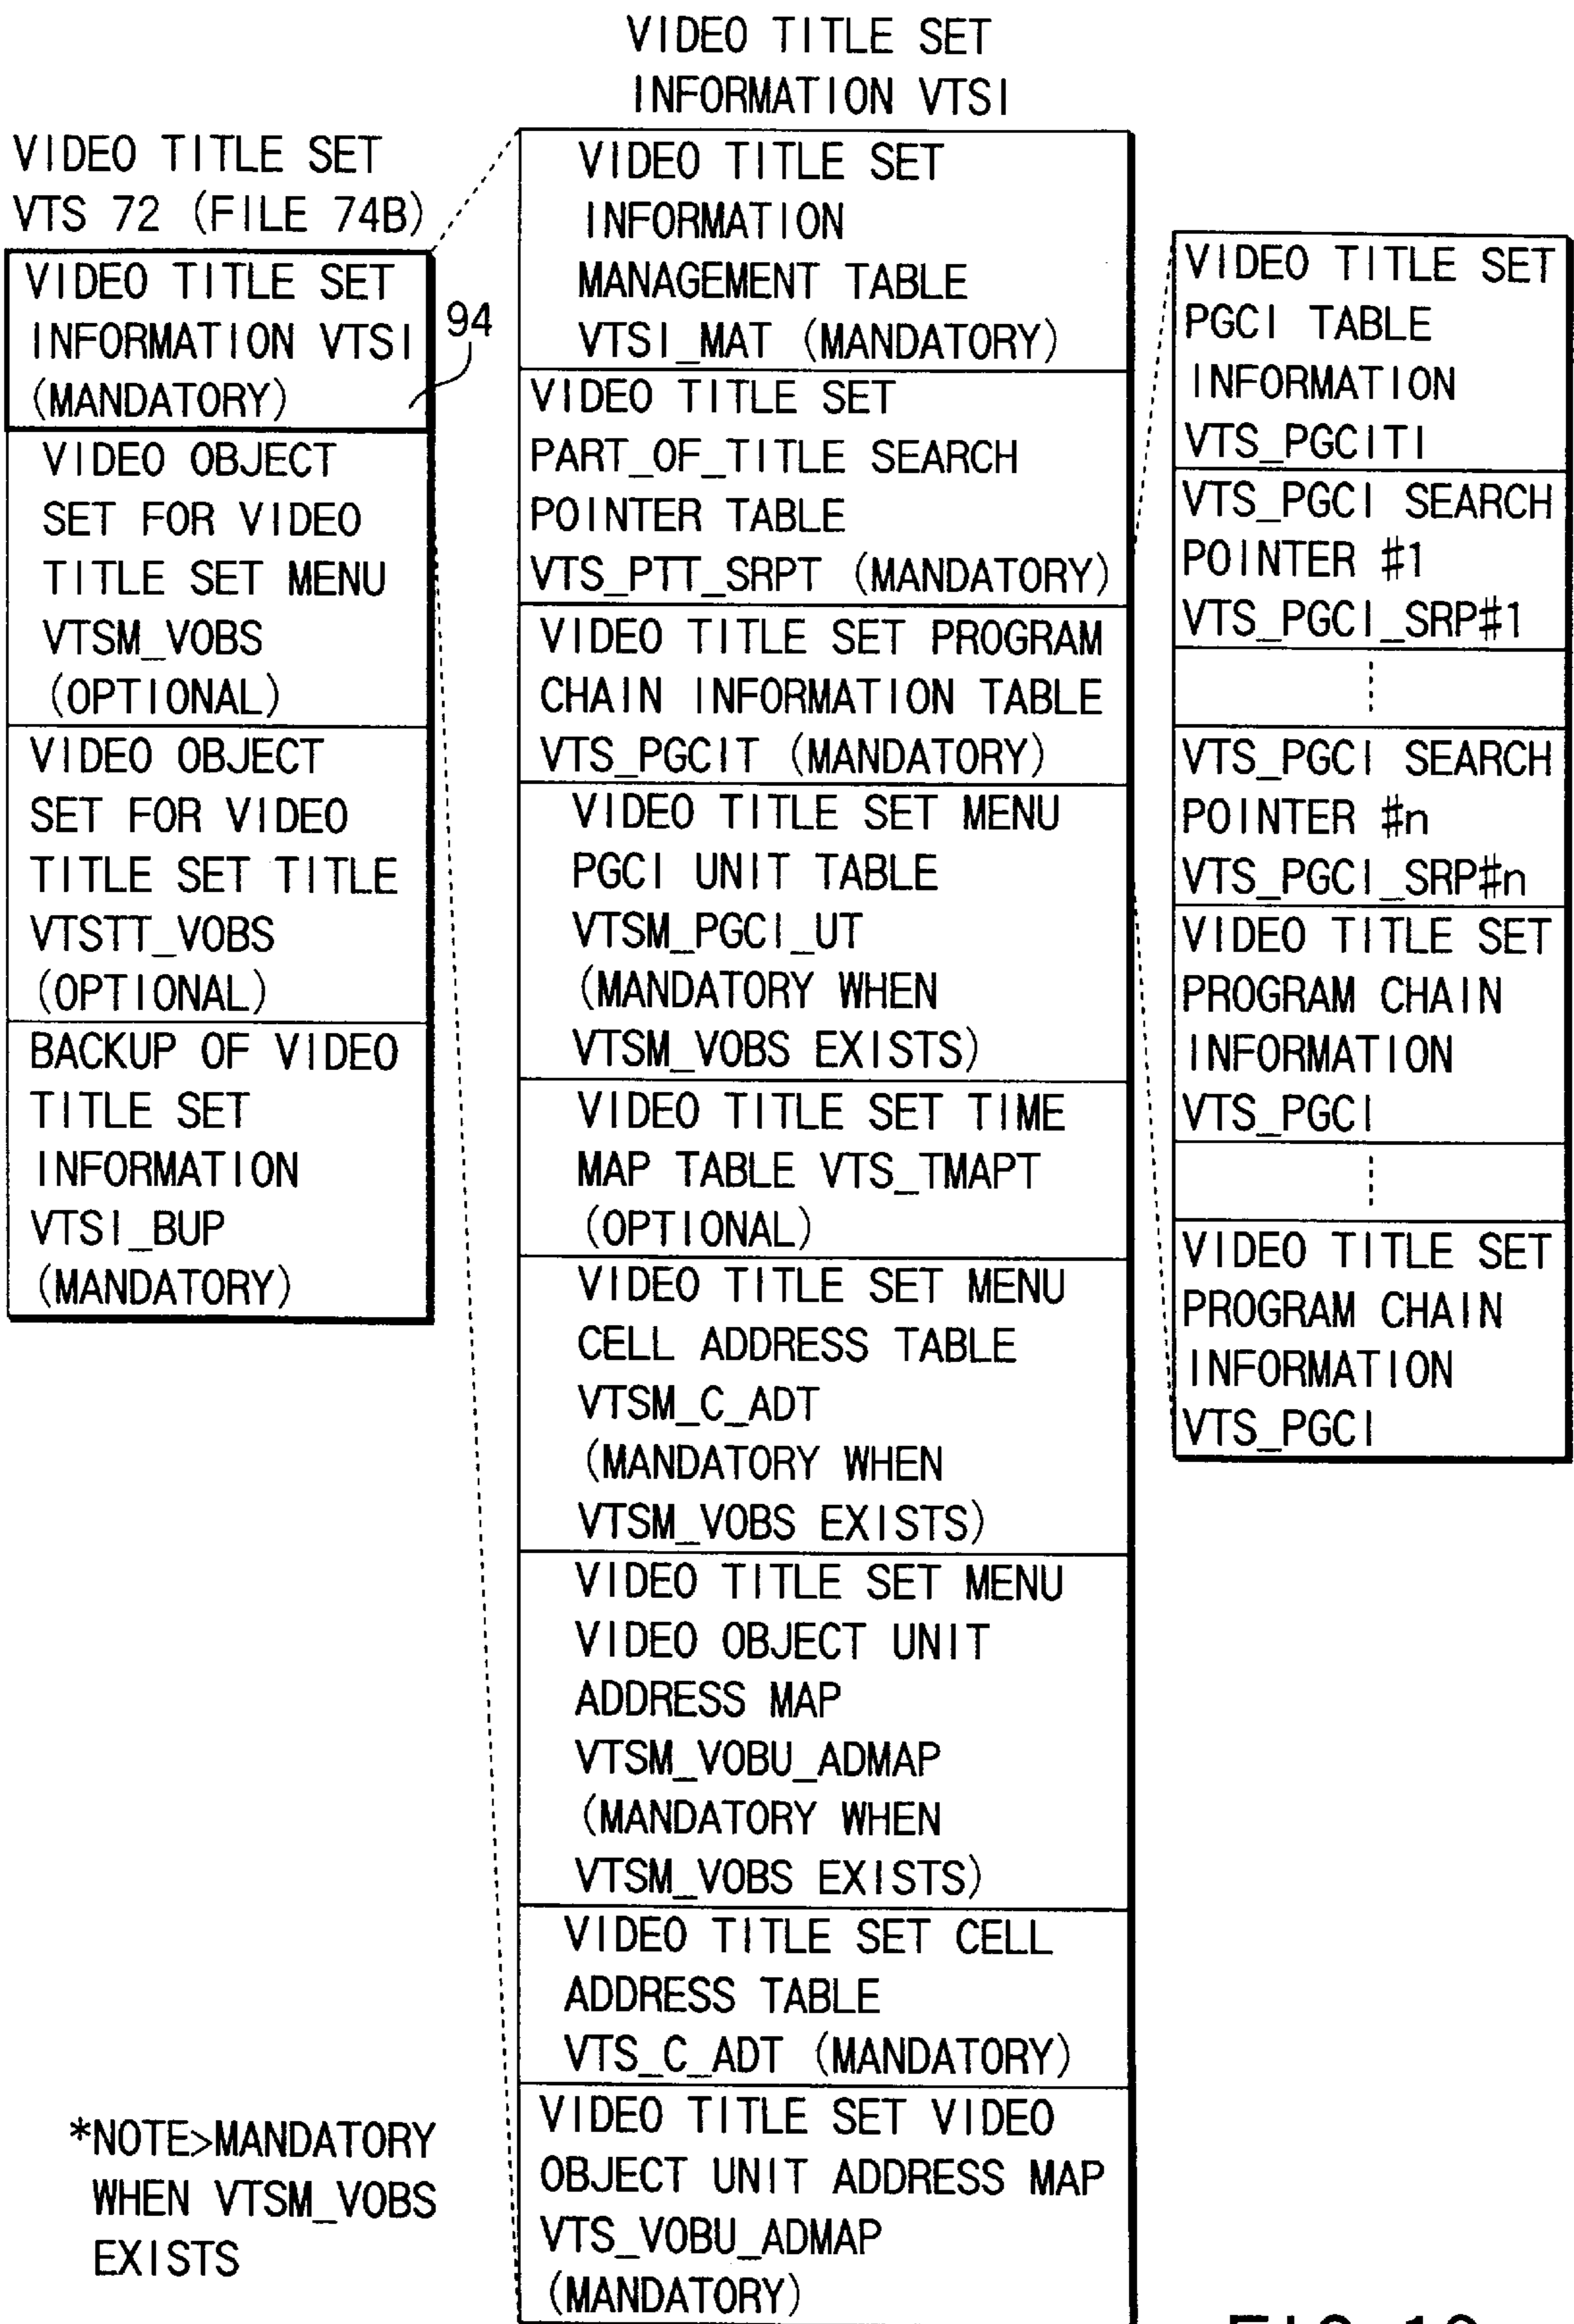 VIDEO TITLE SET
INFORMATION VTSI
VIDEO TITLE SET
VTS 72 (FILE 74B)
VIDEO TITLE SET
INFORMATION VTSI
(MANDATORY)
94
VIDEO OBJECT
SET FOR VIDEO
TITLE SET MENU
VTSM_VOBS
(OPTIONAL)
VIDEO OBJECT
SET FOR VIDEO
TITLE SET TITLE
VTSTT_VOBS
(OPTIONAL)
BACKUP OF VIDEO
TITLE SET
INFORMATION
VTSI_BUP
(MANDATORY)
VIDEO TITLE SET
INFORMATION
MANAGEMENT TABLE
VTSI_MAT (MANDATORY)
VIDEO TITLE SET
PART_OF_TITLE SEARCH
POINTER TABLE
VTS_PTT_SRPT (MANDATORY)
VIDEO TITLE SET PROGRAM
CHAIN INFORMATION TABLE
VTS_PGCIT (MANDATORY)
VIDEO TITLE SET MENU
PGCI UNIT TABLE
VTSM_PGCI_UT
(MANDATORY WHEN
VTSM_VOBS EXISTS)
VIDEO TITLE SET TIME
MAP TABLE VTS_TMAPT
(OPTIONAL)
VIDEO TITLE SET MENU
CELL ADDRESS TABLE
VTSM_C_ADT
(MANDATORY WHEN
VTSM_VOBS EXISTS)
VIDEO TITLE SET MENU
VIDEO OBJECT UNIT
ADDRESS MAP
VTSM_VOBU_ADMAP
(MANDATORY WHEN
VTSM_VOBS EXISTS)
VIDEO TITLE SET CELL
ADDRESS TABLE
VTS_C_ADT (MANDATORY)
VIDEO TITLE SET VIDEO
OBJECT UNIT ADDRESS MAP
VTS_VOBU_ADMAP
(MANDATORY)
VIDEO TITLE SET
PGCI TABLE
INFORMATION
VTS_PGCITI
VTS_PGCI SEARCH
POINTER #1
VTS_PGCI_SRP#1
VTS_PGCI SEARCH
POINTER #n
VTS_PGCI_SRP#n
VIDEO TITLE SET
PROGRAM CHAIN
INFORMATION
VTS_PGCI
VIDEO TITLE SET
PROGRAM CHAIN
INFORMATION
VTS_PGCI
*NOTE>MANDATORY
WHEN VTSM_VOBS
EXISTS